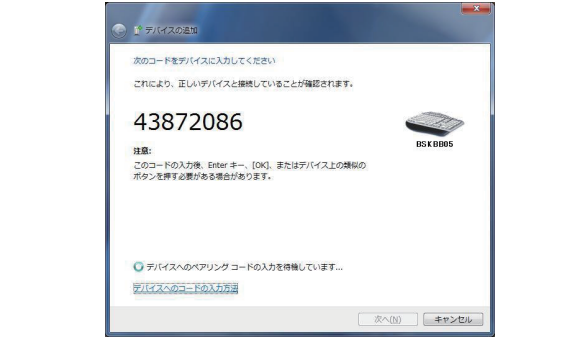 デバイスの追加
次のコードをデバイスに入力してください
これにより、正しいデバイスと接続していることが確認されます。
43872086
BSKBB05
注意:
このコードの入力後、Enter キー、[OK]、またはデバイス上の類似の
ボタンを押す必要がある場合があります。
デバイスへのペアリング コードの入力を待機しています...
デバイスへのコードの入力方法
次へ(N)
キャンセル